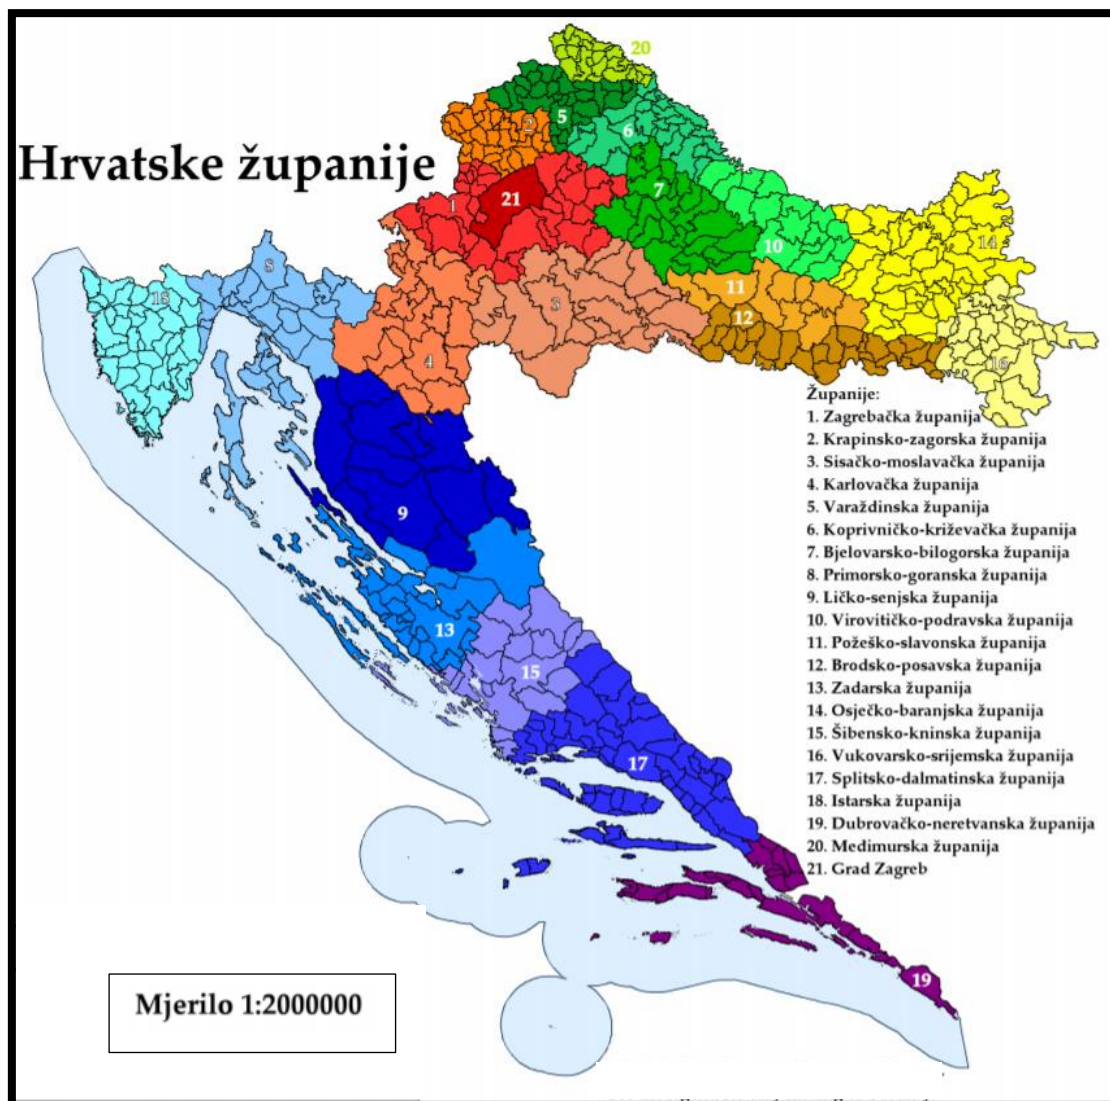 Hrvatske županije
20
5
2
6
7
21
1
10
14
8
18
11
3
12
4
16
9
13
15
17
19
Županije:
1. Zagrebačka županija
2. Krapinsko-zagorska županija
3. Sisačko-moslavačka županija
4. Karlovačka županija
5. Varaždinska županija
6. Koprivničko-križevačka županija
7. Bjelovarsko-bilogorska županija
8. Primorsko-goranska županija
9. Ličko-senjska županija
10. Virovitičko-podravska županija
11. Požeško-slavonska županija
12. Brodsko-posavska županija
13. Zadarska županija
14. Osječko-baranjska županija
15. Šibensko-kninska županija
16. Vukovarsko-srijemska županija
17. Splitsko-dalmatinska županija
18. Istarska županija
19. Dubrovačko-neretvanska županija
20. Međimurska županija
21. Grad Zagreb
Mjerilo 1:2000000